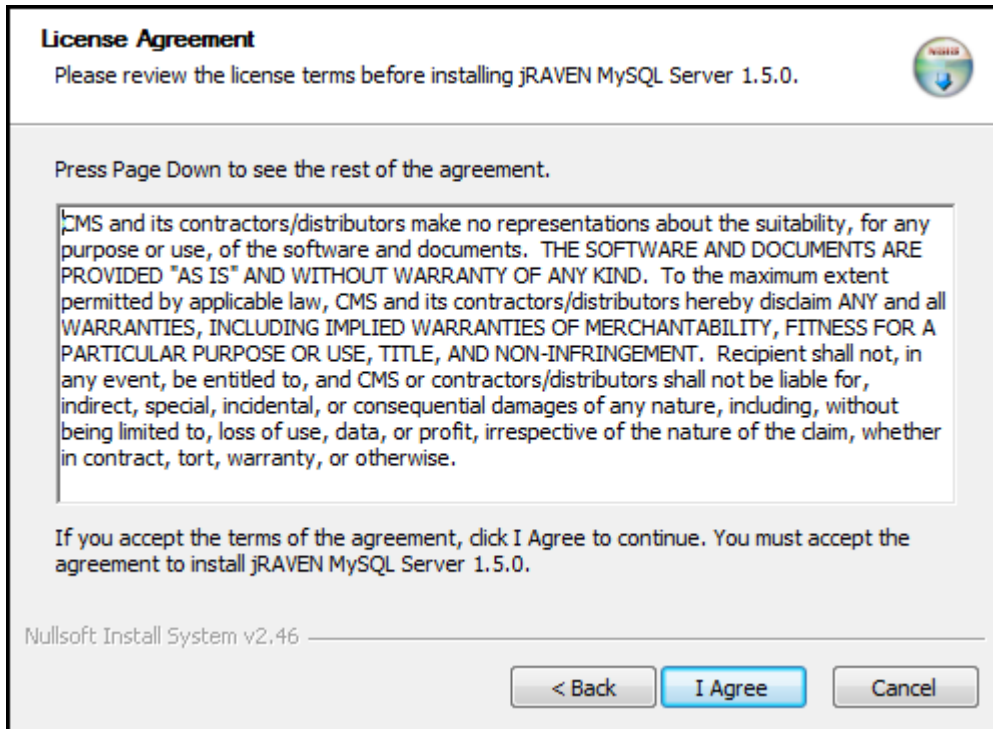 License Agreement
Please review the license terms before installing jRAVEN MySQL Server 1.5.0.
NSIS
Press Page Down to see the rest of the agreement.
CMS and its contractors/distributors make no representations about the suitability, for any
purpose or use, of the software and documents.  THE SOFTWARE AND DOCUMENTS ARE
PROVIDED "AS IS" AND WITHOUT WARRANTY OF ANY KIND.  To the maximum extent
permitted by applicable law, CMS and its contractors/distributors hereby disclaim ANY and all
WARRANTIES, INCLUDING IMPLIED WARRANTIES OF MERCHANTABILITY, FITNESS FOR A
PARTICULAR PURPOSE OR USE, TITLE, AND NON-INFRINGEMENT.  Recipient shall not, in
any event, be entitled to, and CMS or contractors/distributors shall not be liable for,
indirect, special, incidental, or consequential damages of any nature, including, without
being limited to, loss of use, data, or profit, irrespective of the nature of the claim, whether
in contract, tort, warranty, or otherwise.
If you accept the terms of the agreement, click I Agree to continue. You must accept the
agreement to install jRAVEN MySQL Server 1.5.0.
Nullsoft Install System v2.46
< Back
I Agree
Cancel